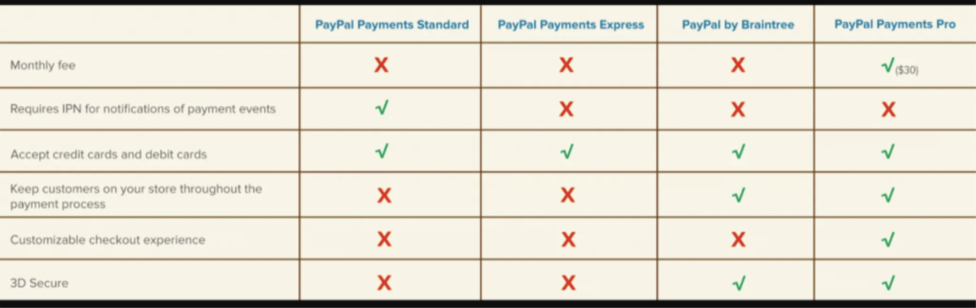 PayPal Payments Standard PayPal Payments Express PayPal by Braintree PayPal Payments Pro
Monthly fee X X X √ ($30)
Requires IPN for notifications of payment events √ X X X
Accept credit cards and debit cards √ √ √ √
Keep customers on your store throughout the
payment process X X √ √
Customizable checkout experience X X X √
3D Secure X X √ √